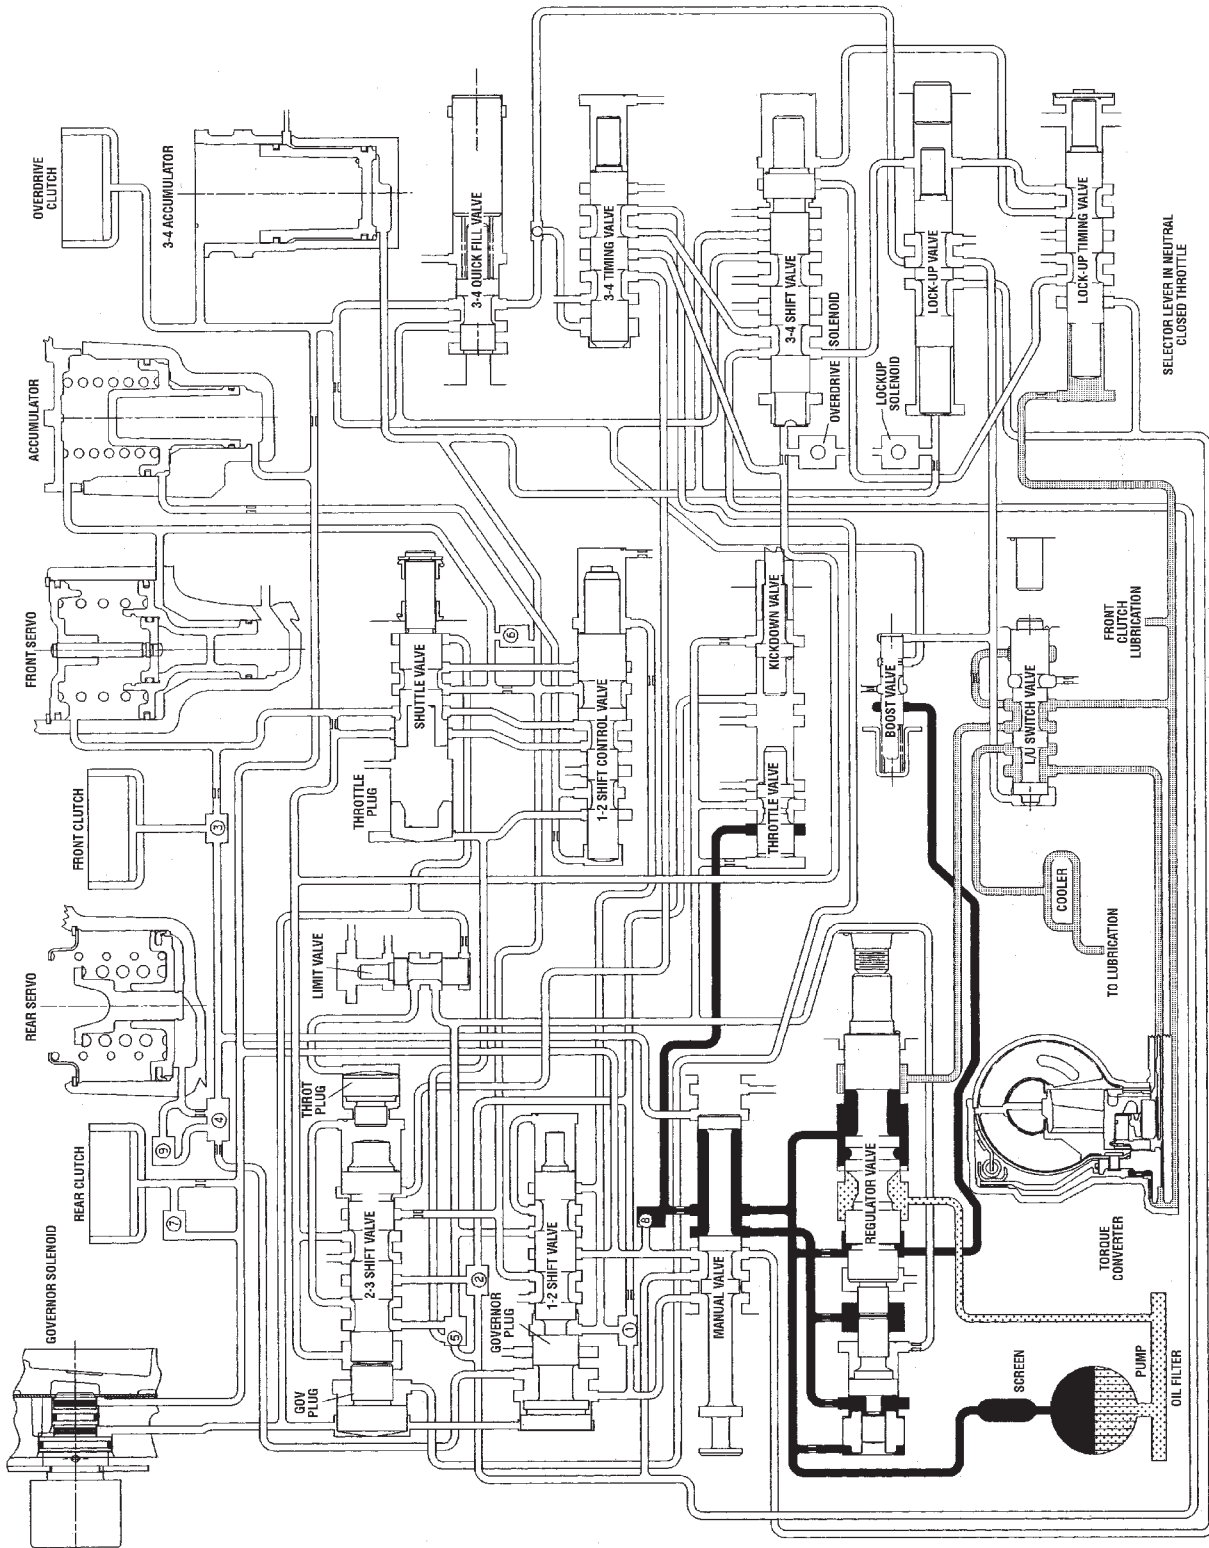 OVERDRIVE
CLUTCH
3-4 ACCUMULATOR
3-4 QUICK FILL VALVE
3-4 TIMING VALVE
3-4 SHIFT VALVE
OVERDRIVE
SOLENOID
LOCKUP
SOLENOID
LOCK-UP VALVE
LOCK-UP TIMING VALVE
SELECTOR LEVER IN NEUTRAL
CLOSED THROTTLE
ACCUMULATOR
FRONT SERVO
SHUTTLE VALVE
THROTTLE
PLUG
6
1-2 SHIFT CONTROL VALVE
KICKDOWN VALVE
THROTTLE VALVE
BOOST VALVE
L/U SWITCH VALVE
FRONT
CLUTCH
LUBRICATION
FRONT CLUTCH
3
COOLER
TO LUBRICATION
REAR SERVO
LIMIT VALVE
THROT
PLUG
REAR CLUTCH
9
4
7
2-3 SHIFT VALVE
GOV
PLUG
2
5
1-2 SHIFT VALVE
GOVERNOR
PLUG
8
1
MANUAL VALVE
REGULATOR VALVE
TORQUE
CONVERTER
GOVERNOR SOLENOID
SCREEN
PUMP
OIL FILTER